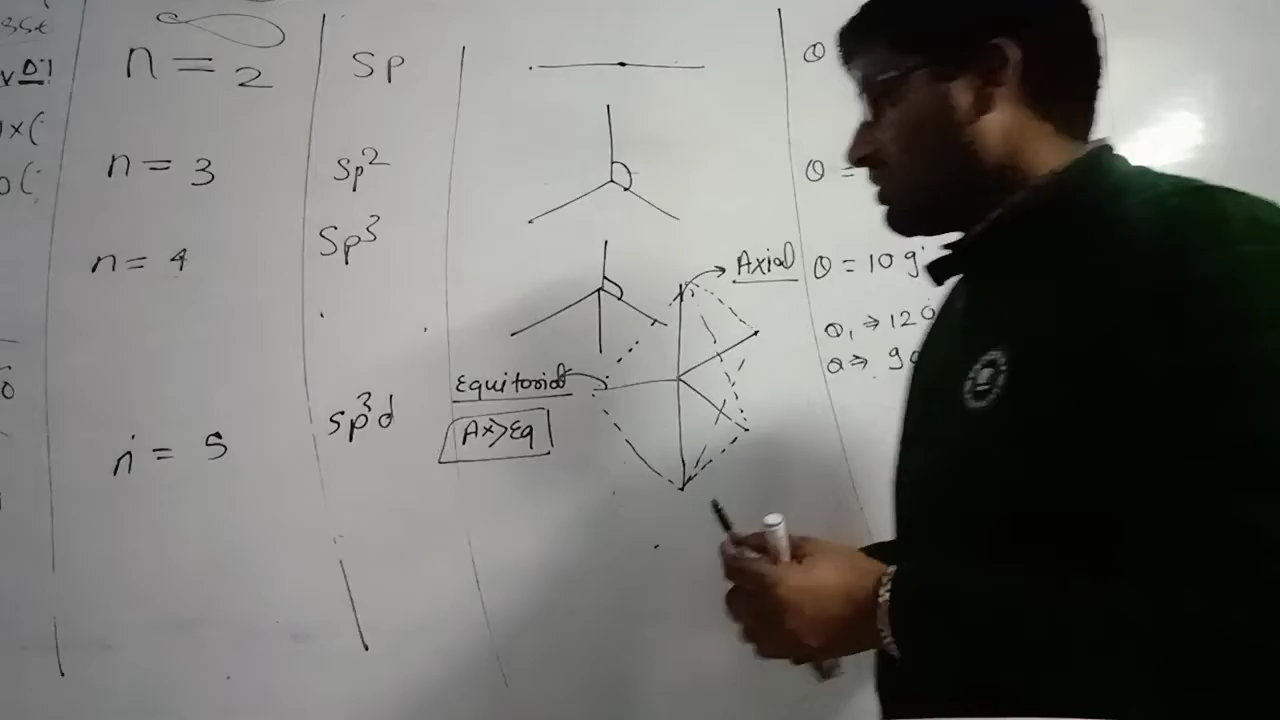 n = 2 sp θ
n = 3 sp² θ =
n = 4 sp³ Axial θ = 109
θ₁ ⇒ 120
θ ⇒ 90
Equitorial
n = 5 sp³d Ax>Eq